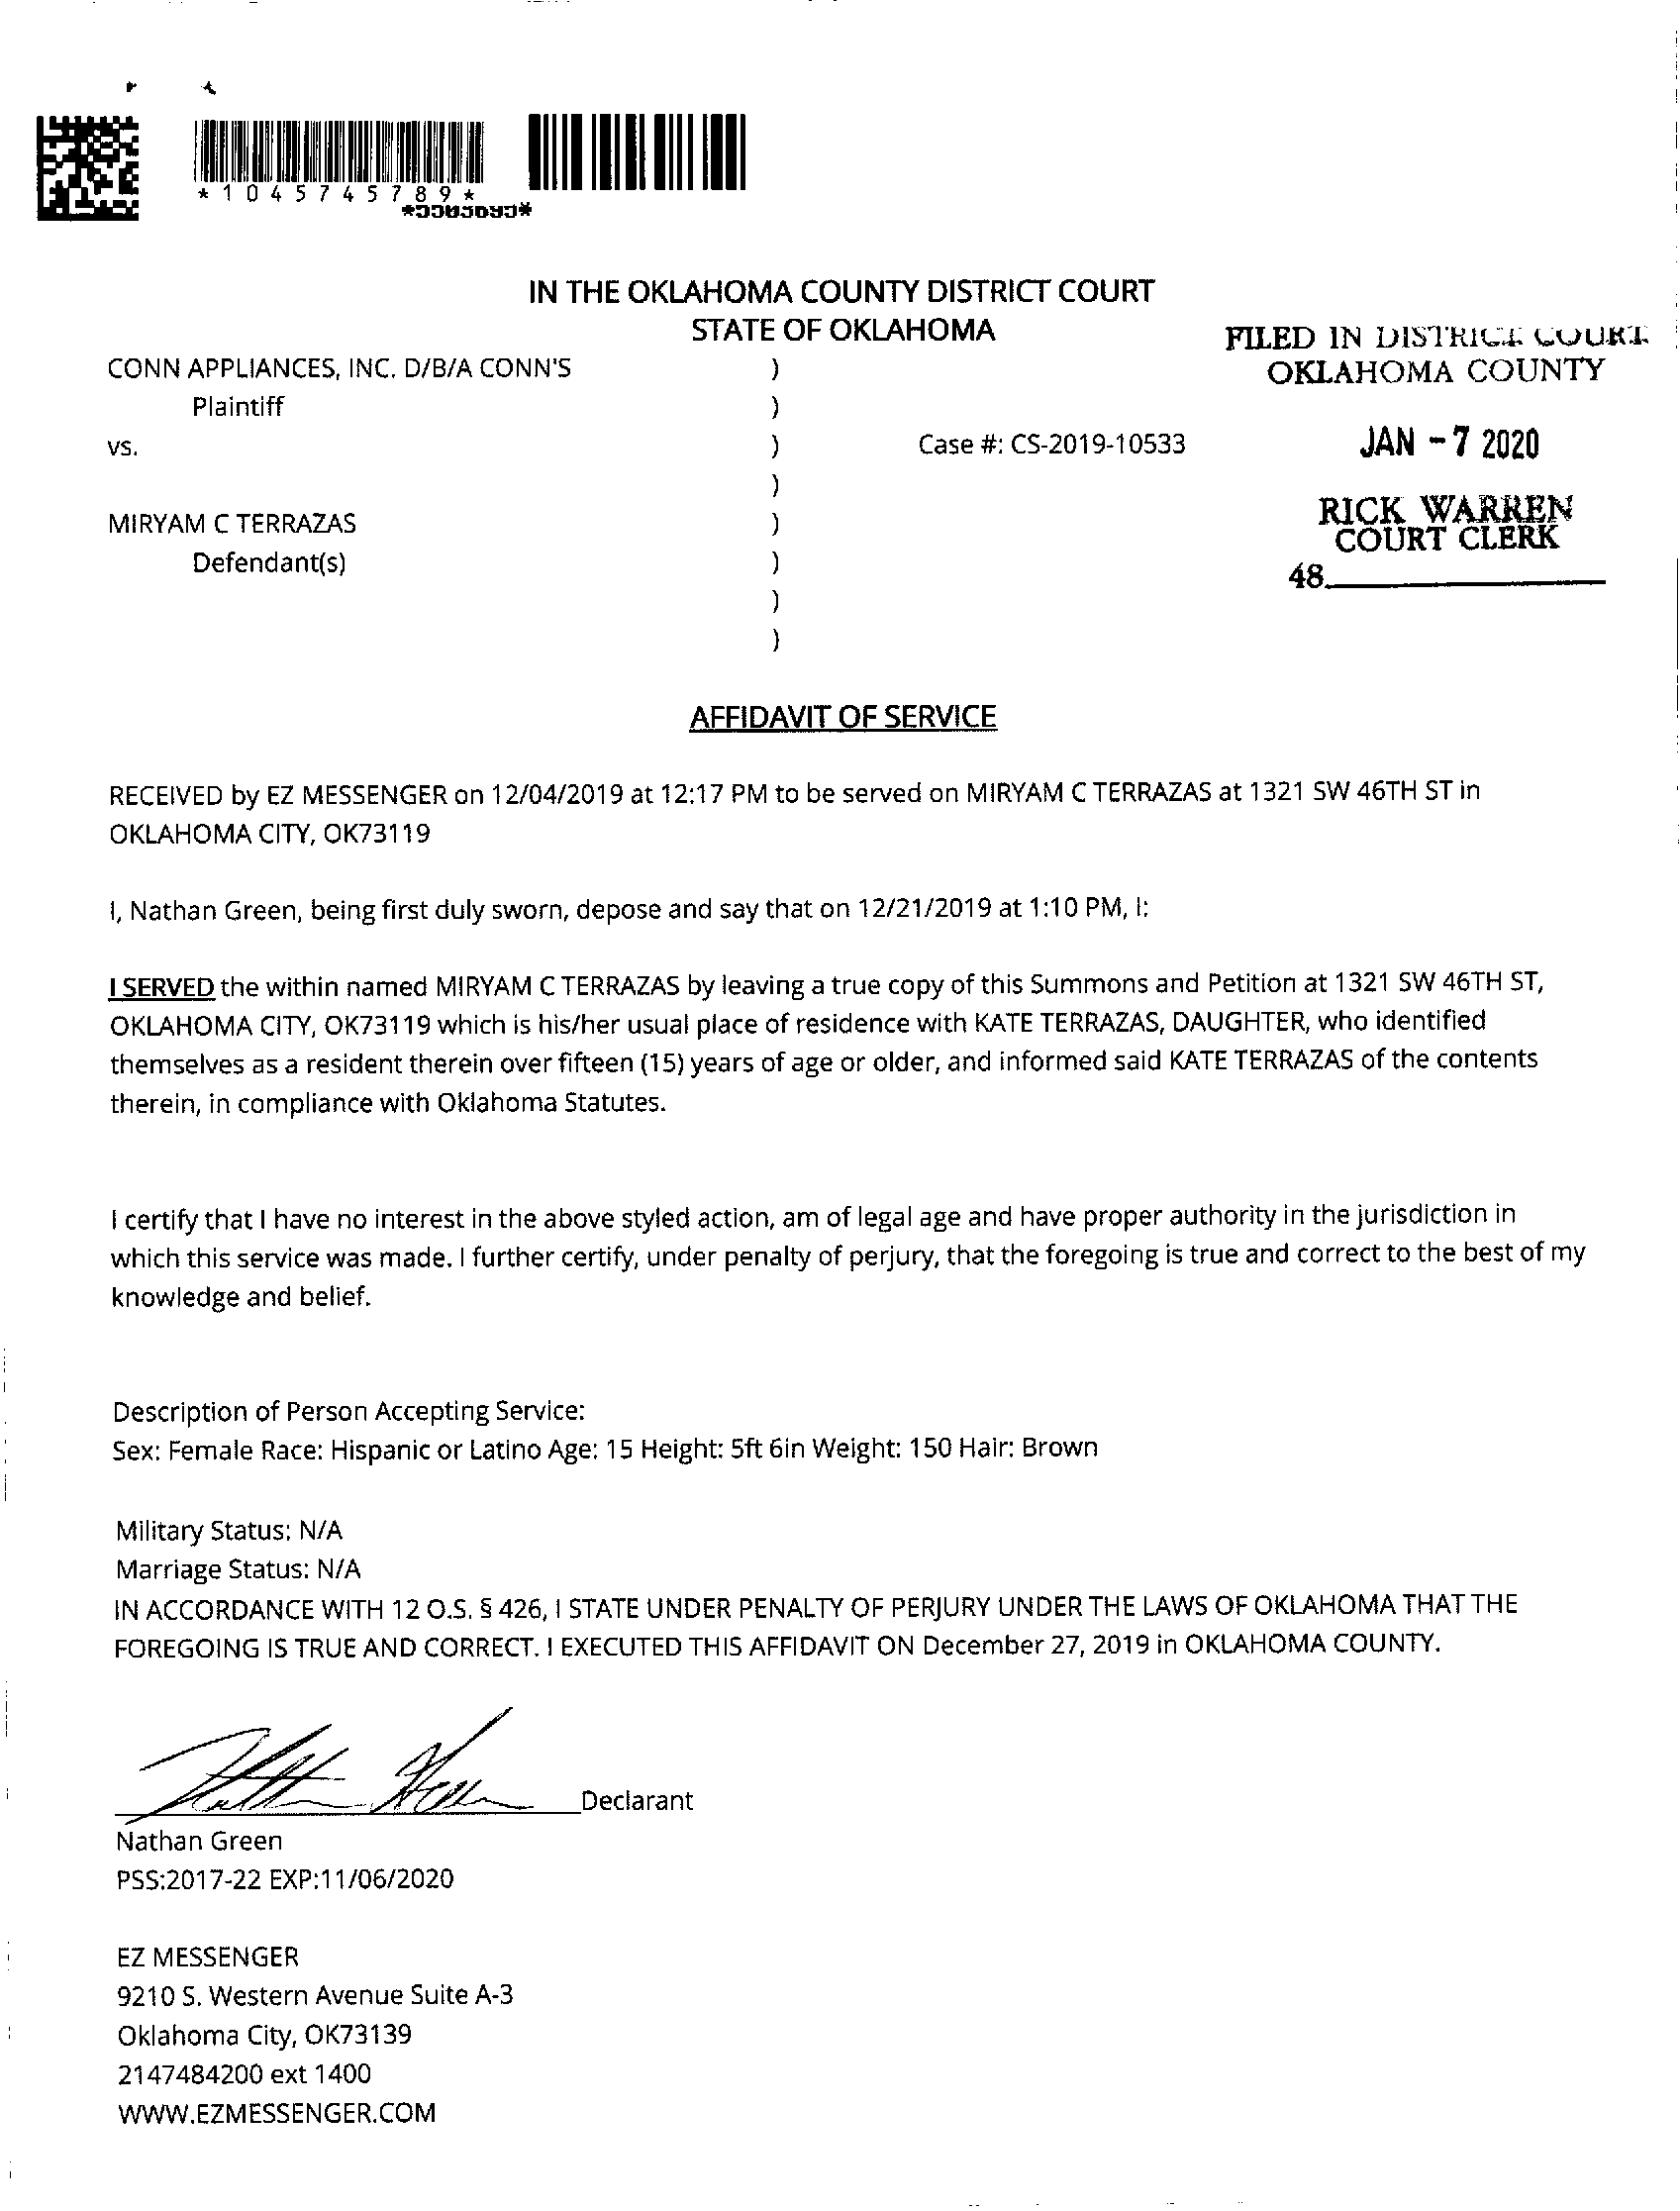 *1045745789*
IN THE OKLAHOMA COUNTY DISTRICT COURT
STATE OF OKLAHOMA
FILED IN DISTRICT COURT
OKLAHOMA COUNTY
CONN APPLIANCES, INC. D/B/A CONN'S )
Plaintiff )
vs. ) Case #: CS-2019-10533
JAN -7 2020
)
MIRYAM C TERRAZAS )
RICK WARREN
COURT CLERK
Defendant(s) )
48
)
)
AFFIDAVIT OF SERVICE
RECEIVED by EZ MESSENGER on 12/04/2019 at 12:17 PM to be served on MIRYAM C TERRAZAS at 1321 SW 46TH ST in
OKLAHOMA CITY, OK73119
I, Nathan Green, being first duly sworn, depose and say that on 12/21/2019 at 1:10 PM, I:
I SERVED the within named MIRYAM C TERRAZAS by leaving a true copy of this Summons and Petition at 1321 SW 46TH ST,
OKLAHOMA CITY, OK73119 which is his/her usual place of residence with KATE TERRAZAS, DAUGHTER, who identified
themselves as a resident therein over fifteen (15) years of age or older, and informed said KATE TERRAZAS of the contents
therein, in compliance with Oklahoma Statutes.
I certify that I have no interest in the above styled action, am of legal age and have proper authority in the jurisdiction in
which this service was made. I further certify, under penalty of perjury, that the foregoing is true and correct to the best of my
knowledge and belief.
Description of Person Accepting Service:
Sex: Female Race: Hispanic or Latino Age: 15 Height: 5ft 6in Weight: 150 Hair: Brown
Military Status: N/A
Marriage Status: N/A
IN ACCORDANCE WITH 12 O.S. § 426, I STATE UNDER PENALTY OF PERJURY UNDER THE LAWS OF OKLAHOMA THAT THE
FOREGOING IS TRUE AND CORRECT. I EXECUTED THIS AFFIDAVIT ON December 27, 2019 in OKLAHOMA COUNTY.
Declarant
Nathan Green
PSS:2017-22 EXP:11/06/2020
EZ MESSENGER
9210 S. Western Avenue Suite A-3
Oklahoma City, OK73139
2147484200 ext 1400
WWW.EZMESSENGER.COM